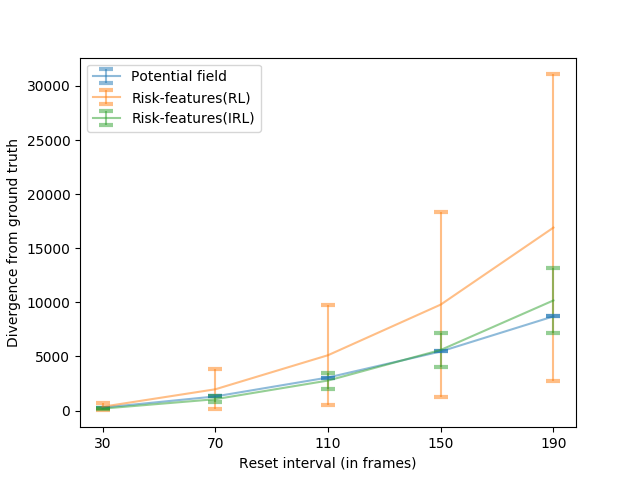 Potential field
Risk-features(RL)
Risk-features(IRL)
Divergence from ground truth
30000
25000
20000
15000
10000
5000
0
30 70 110 150 190
Reset interval (in frames)